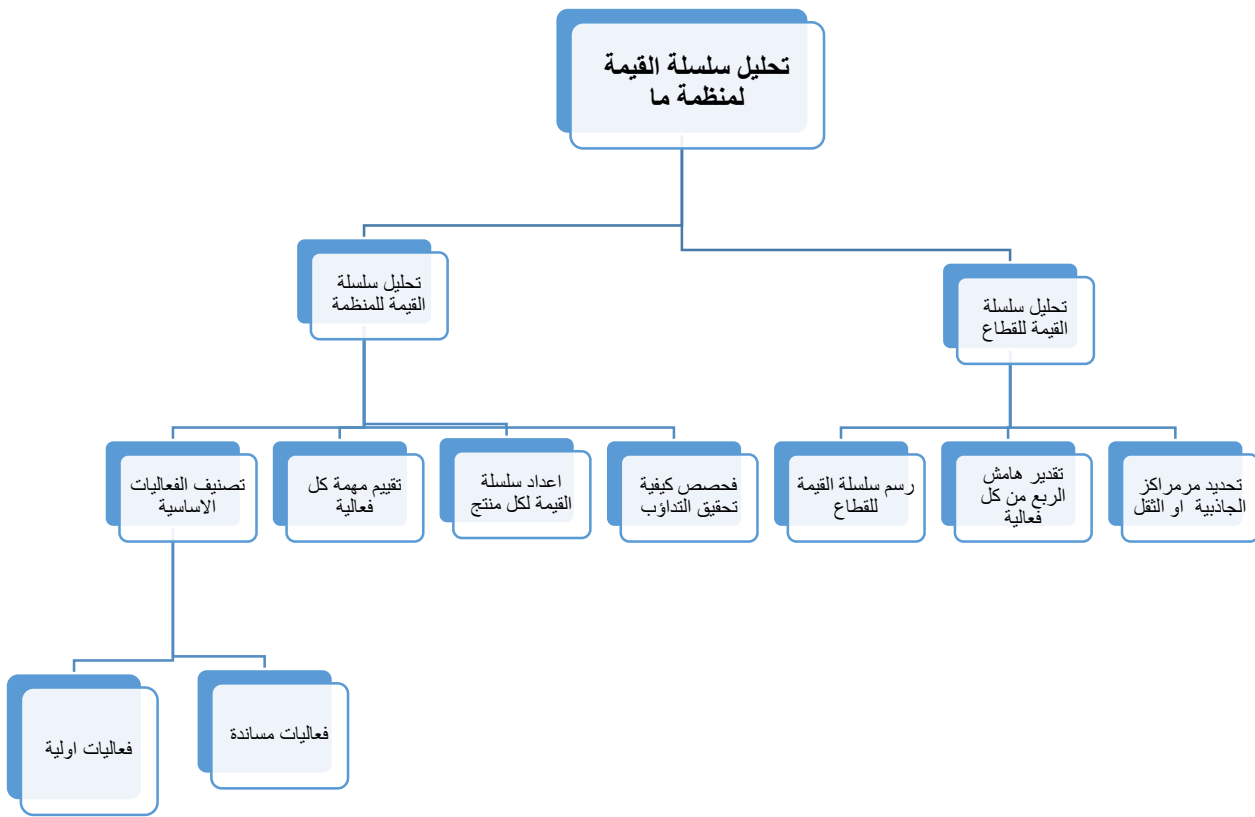 تحليل سلسلة القيمة
لمنظمة ما
تحليل سلسلة
القيمة للقطاع
تحليل سلسلة
القيمة للمنظمة
تحديد مرمراكز
الجاذبية او الثقل
تقدير هامش
الربع من كل
فعالية
رسم سلسلة القيمة
للقطاع
فحصص كيفية
تحقيق التداؤب
اعداد سلسلة
القيمة لكل منتج
تقييم مهمة كل
فعالية
تصنيف الفعاليات
الاساسية
فعاليات مساندة
فعاليات اولية